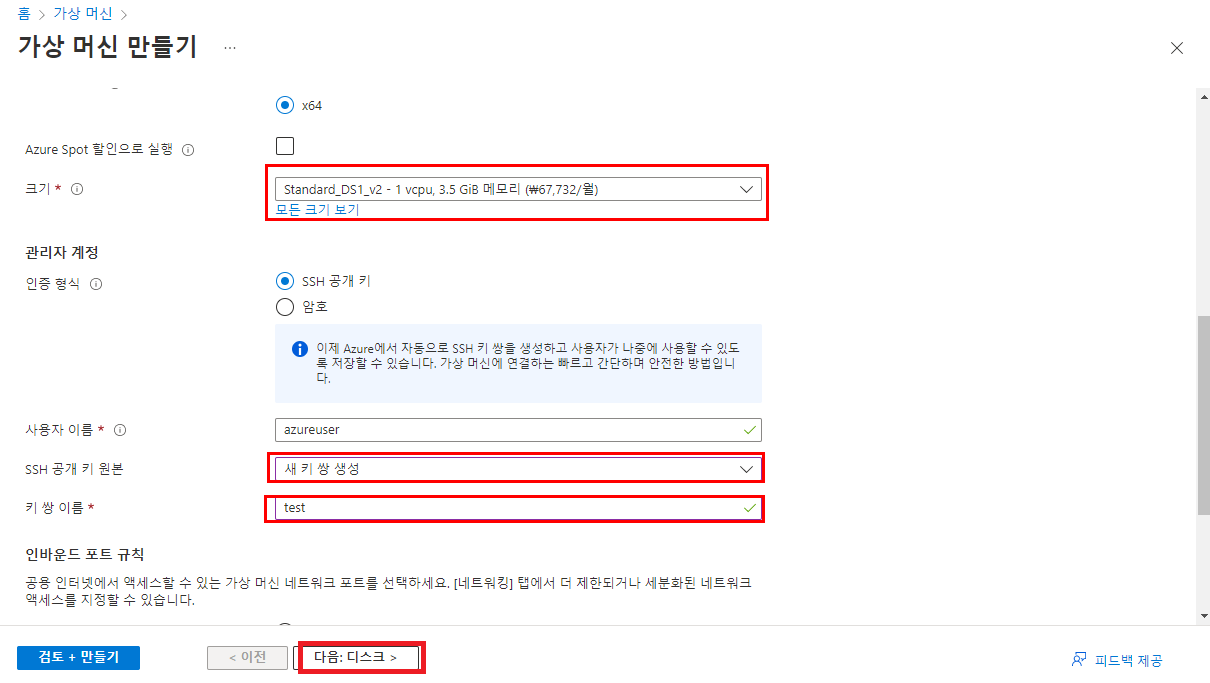 홈 > 가상 머신 >
가상 머신 만들기 ...
x64
Azure Spot 할인으로 실행
크기 *
Standard_DS1_v2 - 1 vcpu, 3.5 GiB 메모리 (₩67,732/월)
모든 크기 보기
관리자 계정
인증 형식
SSH 공개 키
암호
이제 Azure에서 자동으로 SSH 키 쌍을 생성하고 사용자가 나중에 사용할 수 있도
록 저장할 수 있습니다. 가상 머신에 연결하는 빠르고 간단하며 안전한 방법입니
다.
사용자 이름 *
azureuser
SSH 공개 키 원본
새 키 쌍 생성
키 쌍 이름 *
test
인바운드 포트 규칙
공용 인터넷에서 액세스할 수 있는 가상 머신 네트워크 포트를 선택하세요. [네트워킹] 탭에서 더 제한되거나 세분화된 네트워크
액세스를 지정할 수 있습니다.
검토 + 만들기
< 이전
다음: 디스크 >
피드백 제공